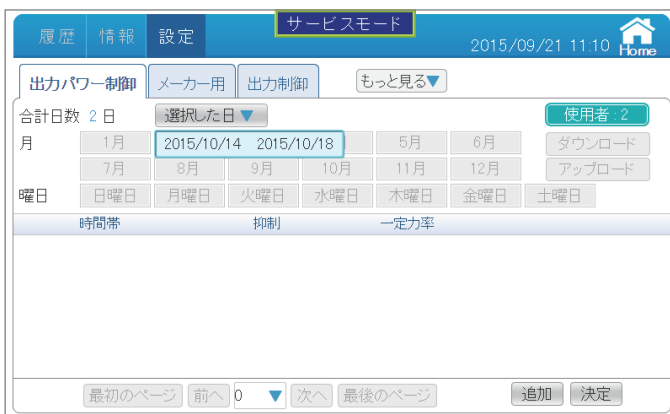 サービスモード
履歴 情報 設定 2015/09/21 11:10 Home
出力パワー制御 メーカー用 出力制御 もっと見る▼
合計日数 2 日 選択した日▼ 使用者:2
月 1月 2015/10/14 2015/10/18 5月 6月 ダウンロード
7月 8月 9月 10月 11月 12月 アップロード
曜日 日曜日 月曜日 火曜日 水曜日 木曜日 金曜日 土曜日
時間帯 抑制 一定力率
最初のページ 前へ 0 ▼ 次へ 最後のページ 追加 決定